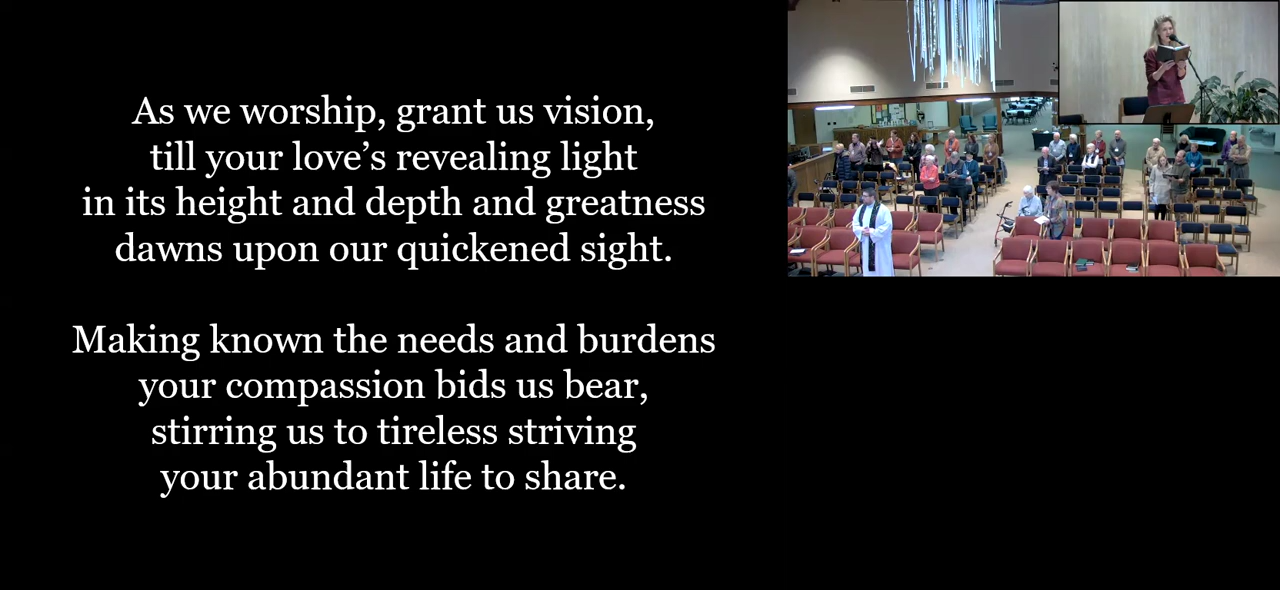 As we worship, grant us vision,
till your love’s revealing light
in its height and depth and greatness
dawns upon our quickened sight.
Making known the needs and burdens
your compassion bids us bear,
stirring us to tireless striving
your abundant life to share.